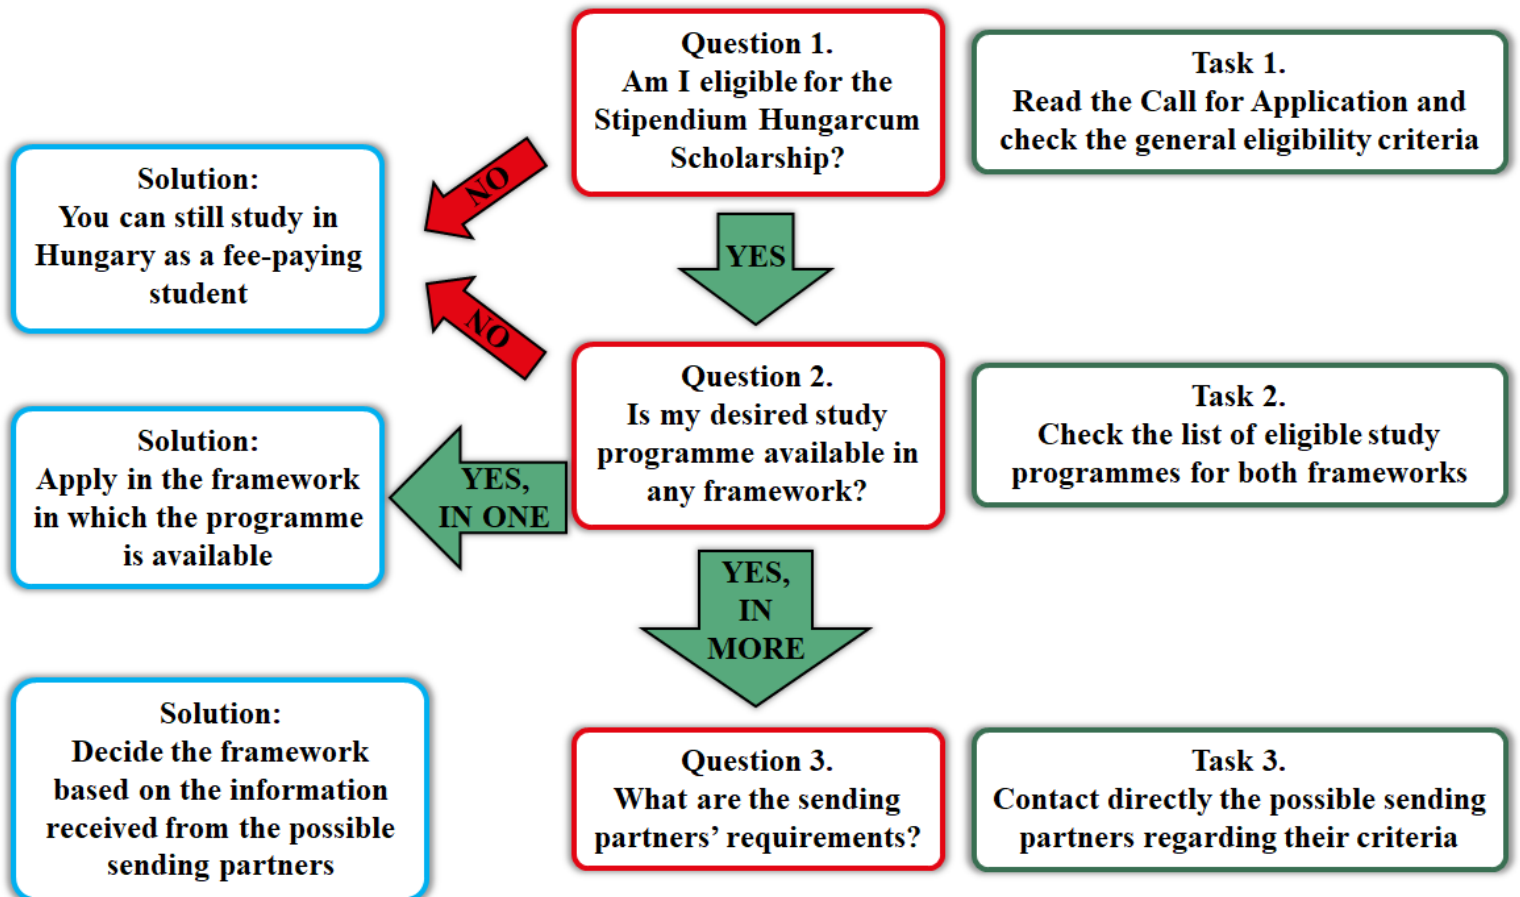 Question 1.
Am I eligible for the
Stipendium Hungarcum
Scholarship?
Task 1.
Read the Call for Application and
check the general eligibility criteria
NO
Solution:
You can still study in
Hungary as a fee-paying
student
YES
NO
Question 2.
Is my desired study
programme available in
any framework?
Task 2.
Check the list of eligible study
programmes for both frameworks
YES,
IN ONE
Solution:
Apply in the framework
in which the programme
is available
YES,
IN
MORE
Question 3.
What are the sending
partners’ requirements?
Task 3.
Contact directly the possible sending
partners regarding their criteria
Solution:
Decide the framework
based on the information
received from the possible
sending partners